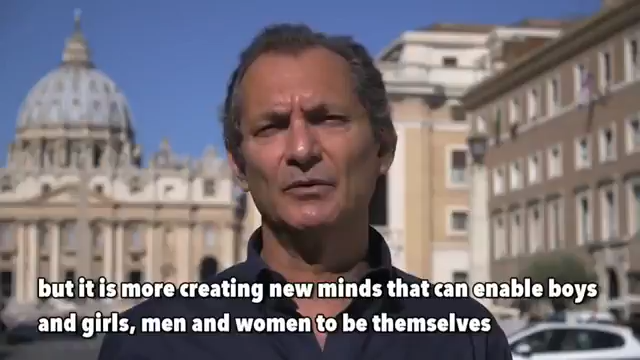 but it is more creating new minds that can enable boys
and girls, men and women to be themselves